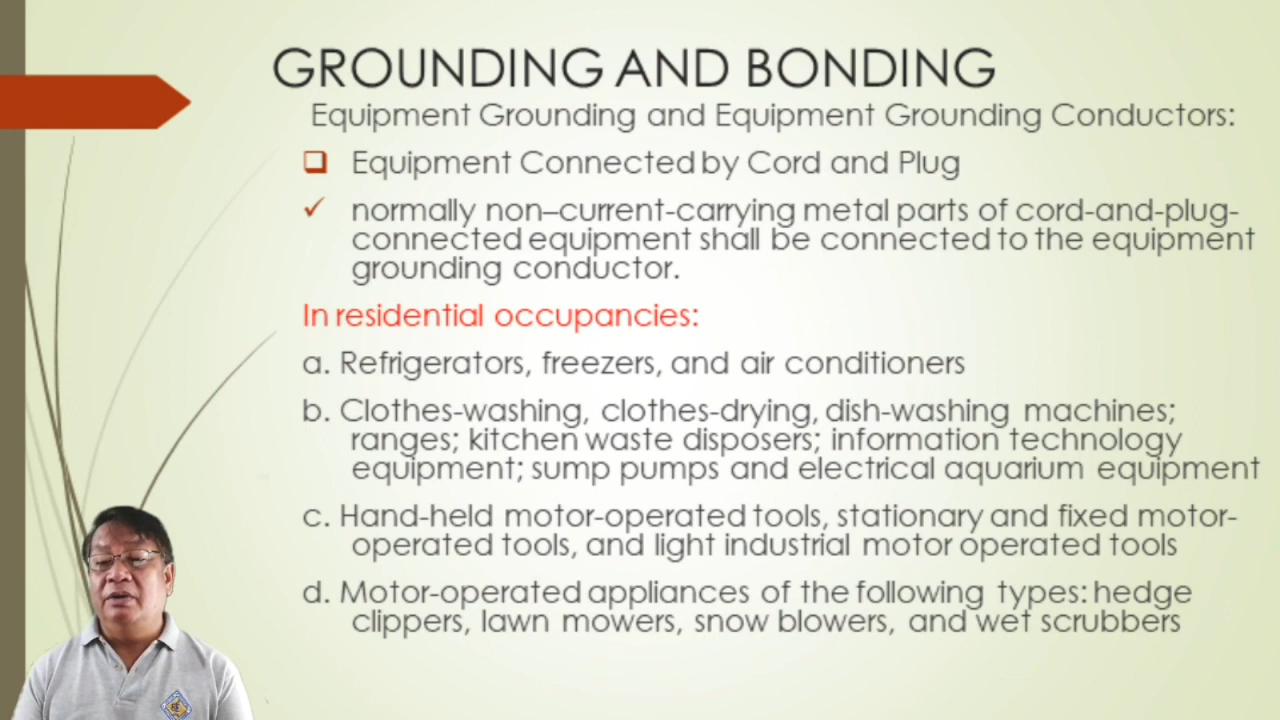 GROUNDING AND BONDING
Equipment Grounding and Equipment Grounding Conductors:
Equipment Connected by Cord and Plug
normally non–current-carrying metal parts of cord-and-plug-
connected equipment shall be connected to the equipment
grounding conductor.
In residential occupancies:
a. Refrigerators, freezers, and air conditioners
b. Clothes-washing, clothes-drying, dish-washing machines;
ranges; kitchen waste disposers; information technology
equipment; sump pumps and electrical aquarium equipment
c. Hand-held motor-operated tools, stationary and fixed motor-
operated tools, and light industrial motor operated tools
d. Motor-operated appliances of the following types: hedge
clippers, lawn mowers, snow blowers, and wet scrubbers